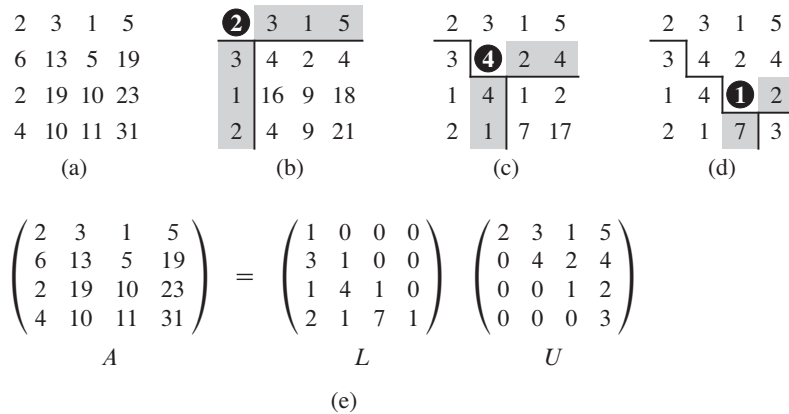 2 3 1 5
6 13 5 19
2 19 10 23
4 10 11 31
(a)
2 3 1 5
3 4 2 4
1 16 9 18
2 4 9 21
(b)
2 3 1 5
3 4 2 4
1 4 1 2
2 1 7 17
(c)
2 3 1 5
3 4 2 4
1 4 1 2
2 1 7 3
(d)
2 3 1 5
6 13 5 19
2 19 10 23
4 10 11 31
A
=
1 0 0 0
3 1 0 0
1 4 1 0
2 1 7 1
L
2 3 1 5
0 4 2 4
0 0 1 2
0 0 0 3
U
(e)